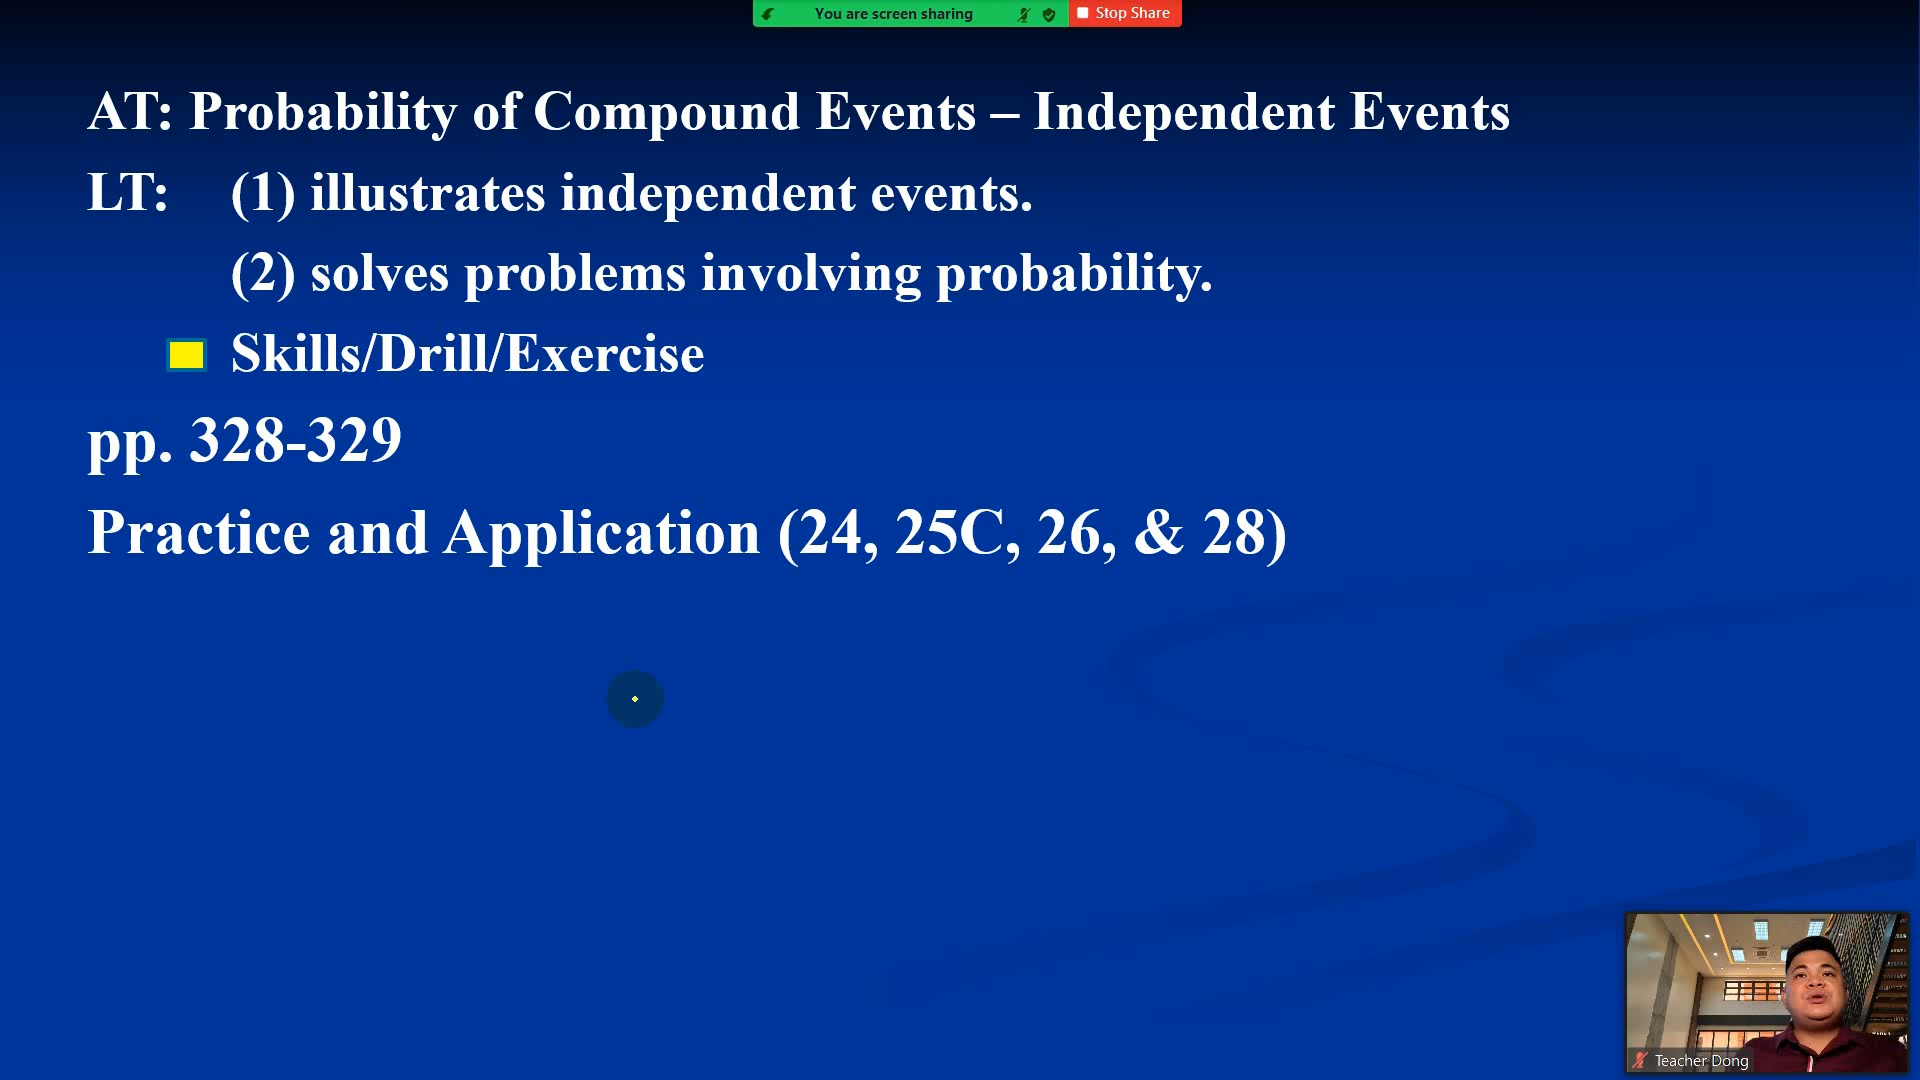 You are screen sharing Stop Share
AT: Probability of Compound Events – Independent Events
LT: (1) illustrates independent events.
(2) solves problems involving probability.
Skills/Drill/Exercise
pp. 328-329
Practice and Application (24, 25C, 26, & 28)
Teacher Dong